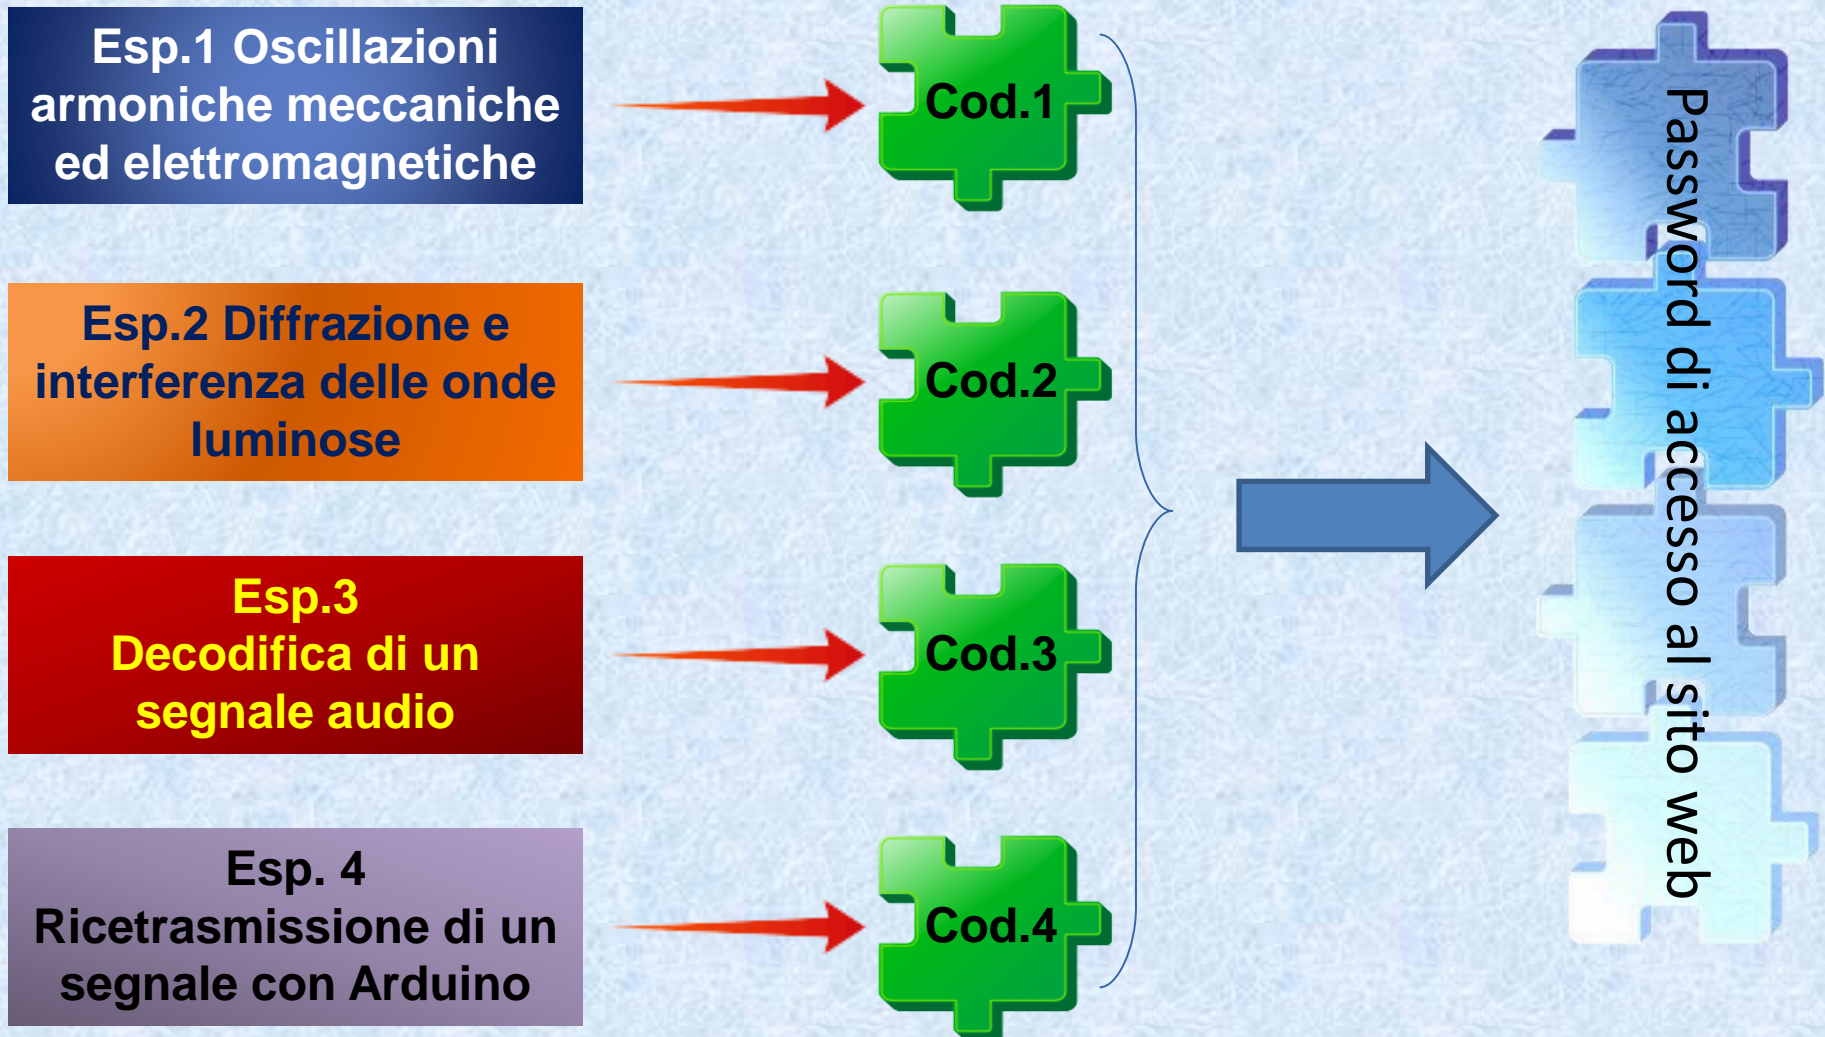 Esp.1 Oscillazioni
armoniche meccaniche
ed elettromagnetiche
Cod.1
Esp.2 Diffrazione e
interferenza delle onde
luminose
Cod.2
Esp.3
Decodifica di un
segnale audio
Cod.3
Esp. 4
Ricetrasmissione di un
segnale con Arduino
Cod.4
Password di accesso al sito web